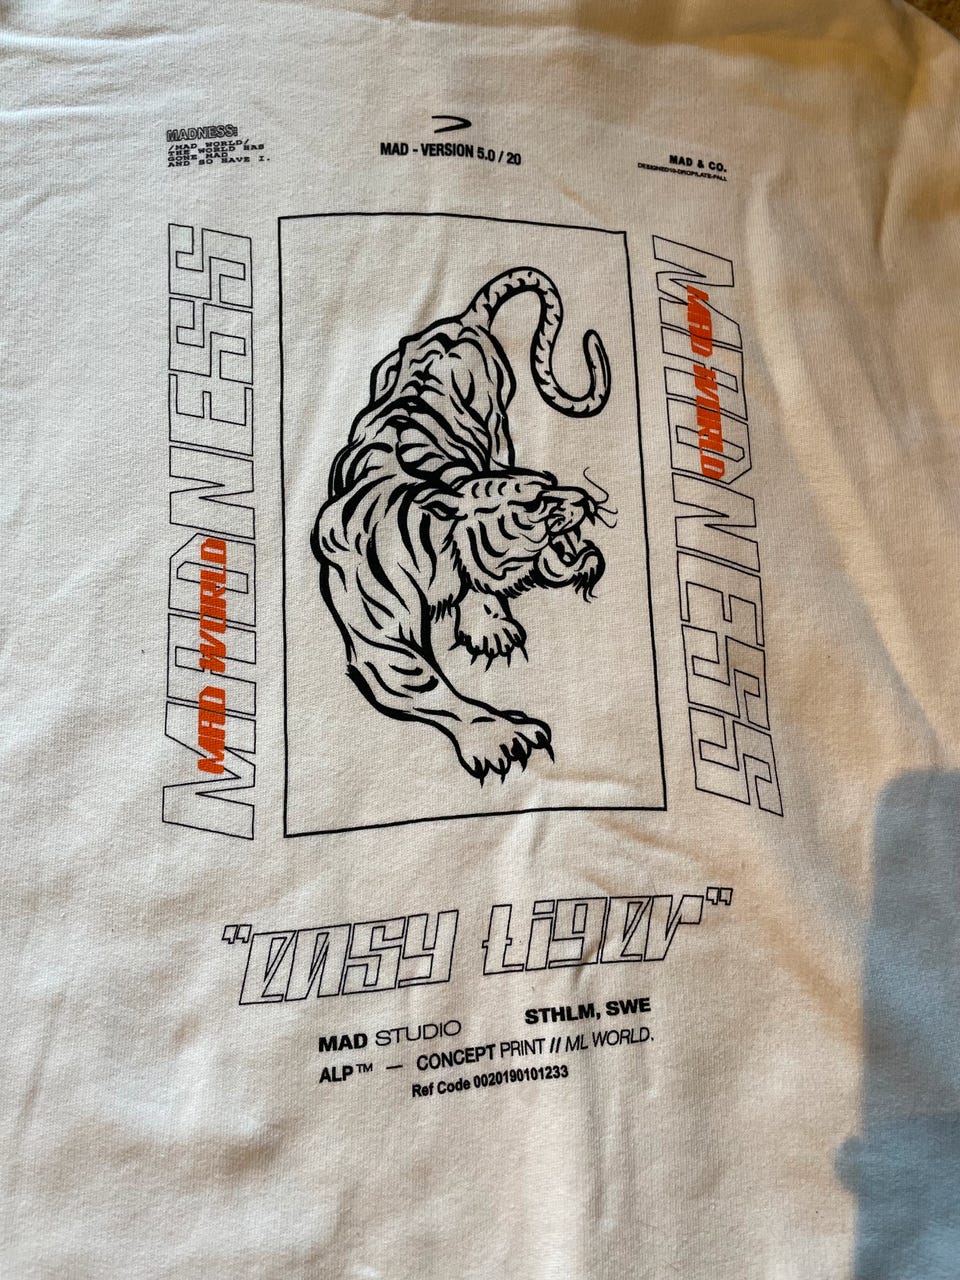 MADNESS:
/MAD WORLD/
THE WORLD HAS
GONE MAD
AND SO HAVE I.
MAD - VERSION 5.0 / 20
MAD & CO.
MADNESS
MAD WORLD
MADNESS
MAD WORLD
"easy tiger"
MAD STUDIO STHLM, SWE
ALP™ — CONCEPT PRINT // ML WORLD.
Ref Code 0020190101233